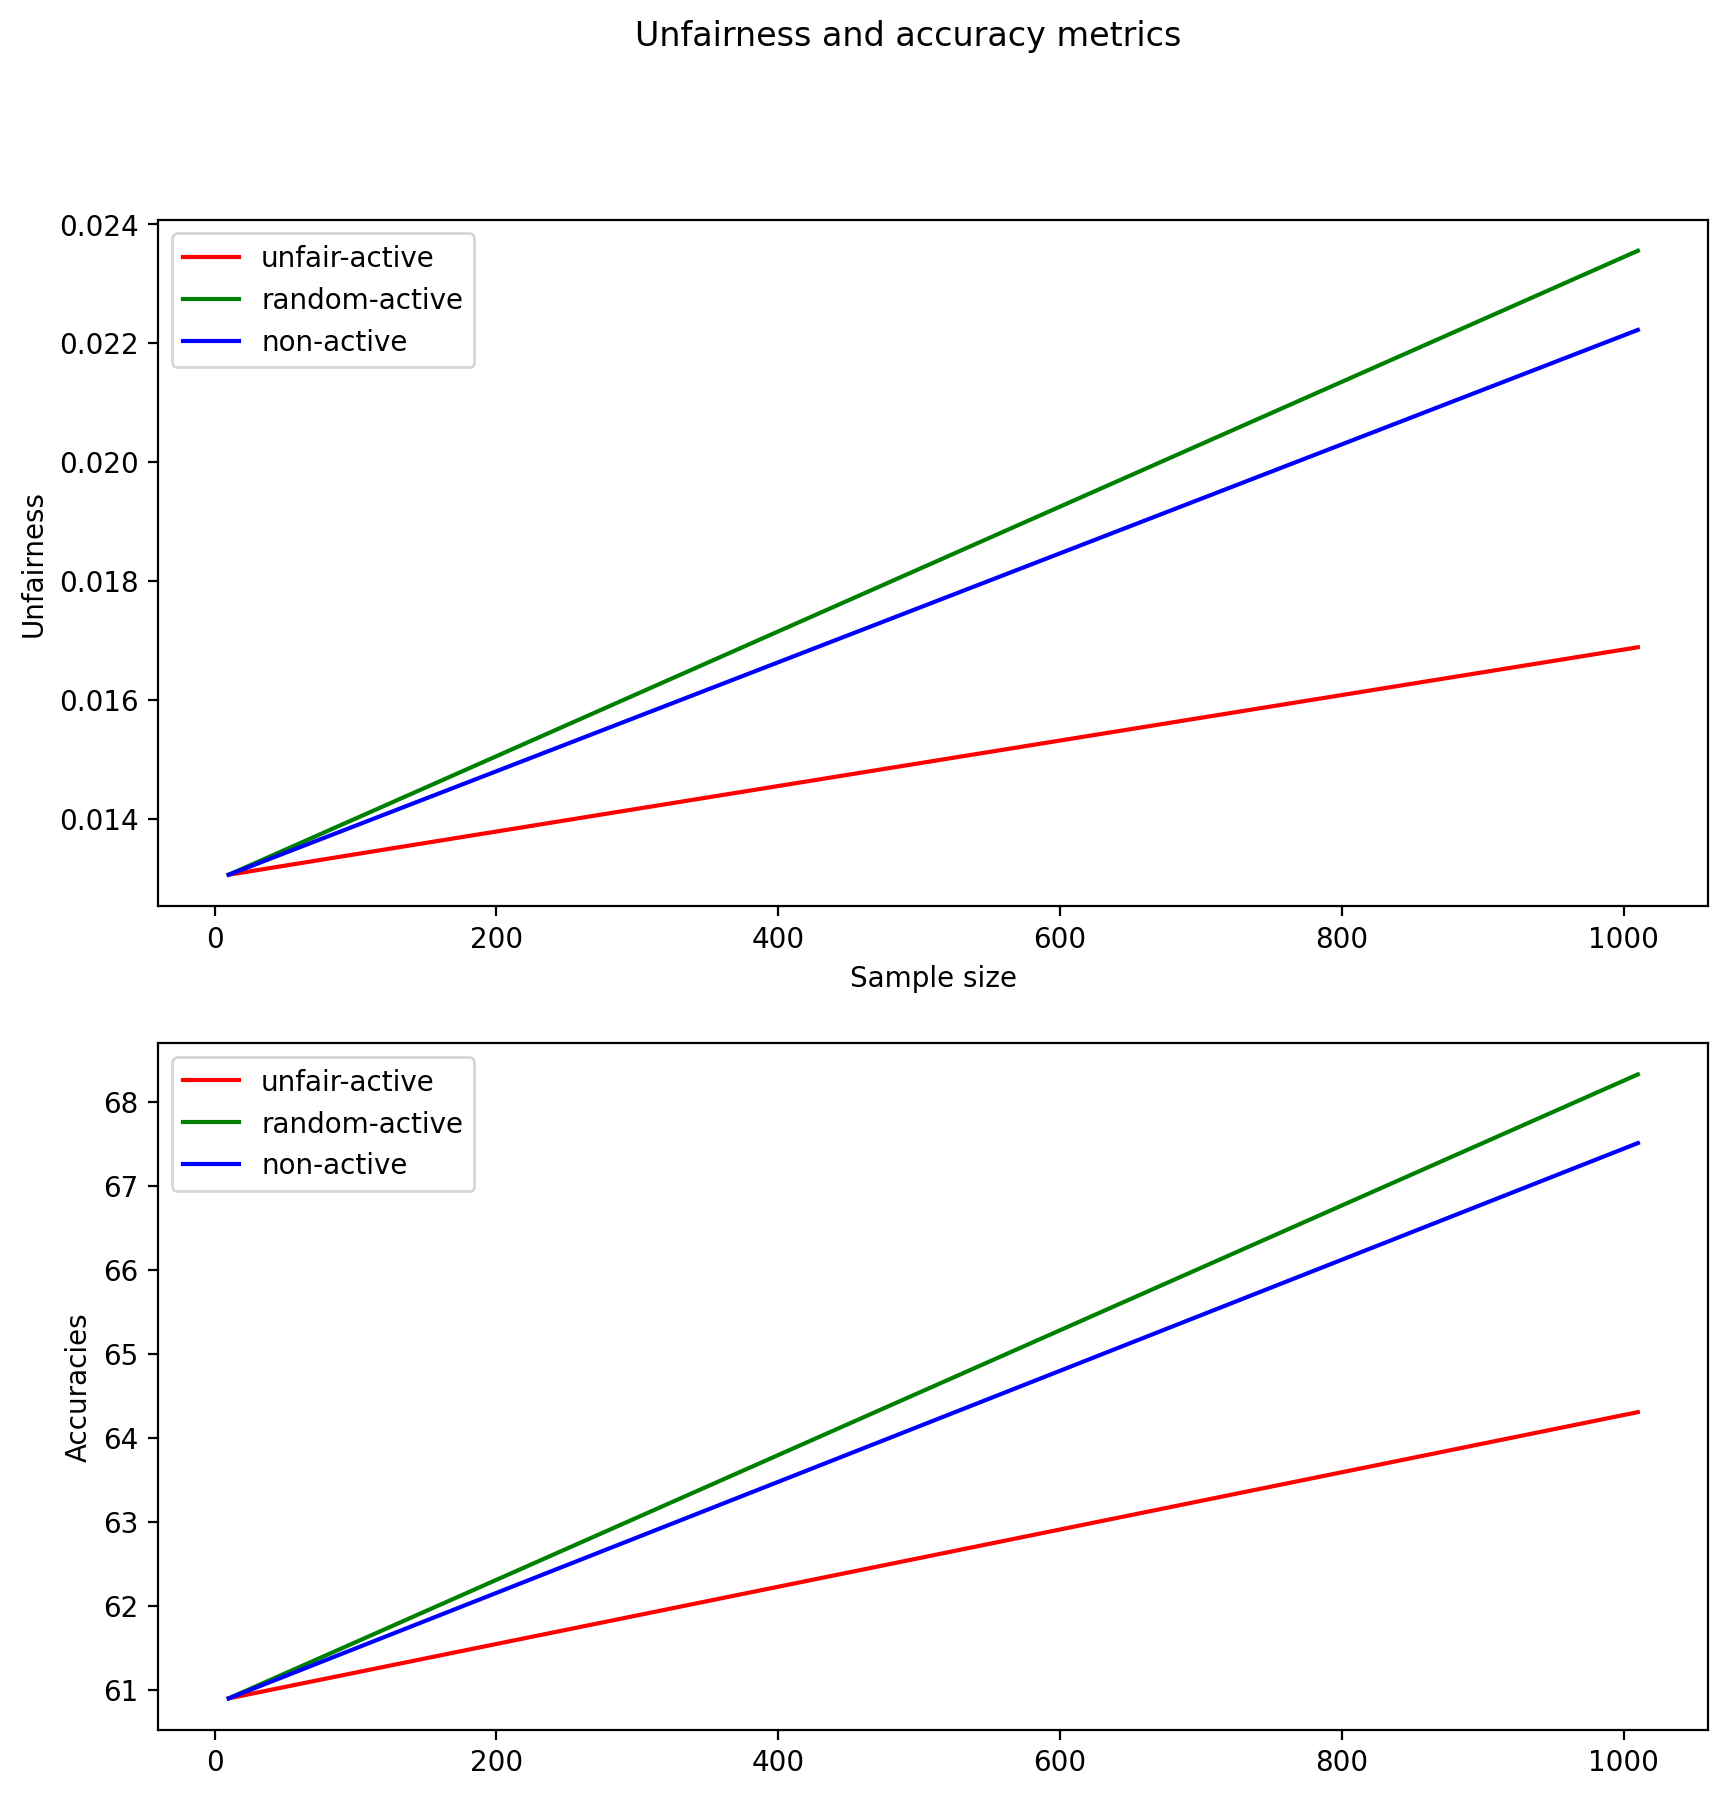 Unfairness and accuracy metrics
0.024
0.022
0.020
0.018
0.016
0.014
Unfairness
unfair-active
random-active
non-active
0 200 400 600 800 1000
Sample size
68
67
66
65
64
63
62
61
Accuracies
unfair-active
random-active
non-active
0 200 400 600 800 1000